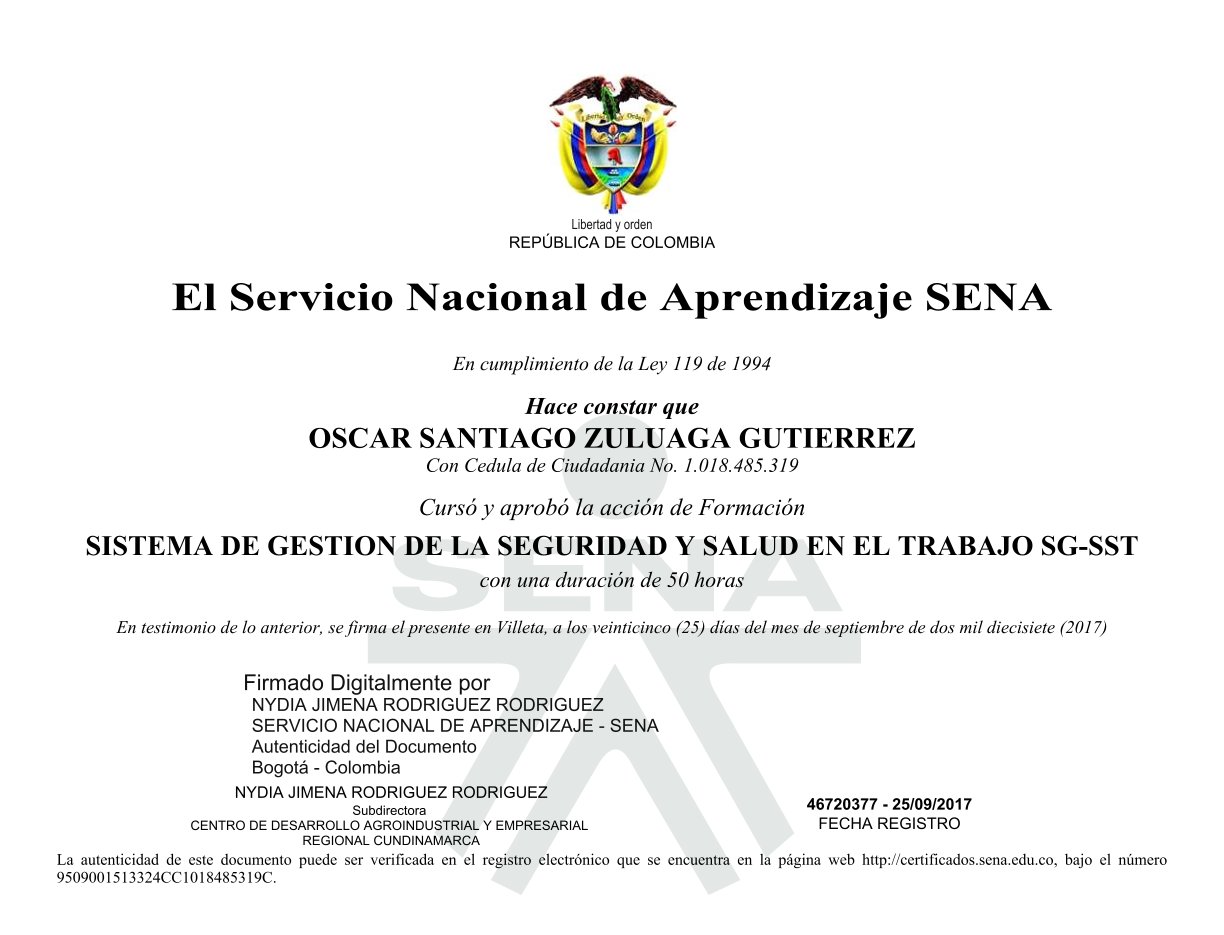 Libertad y Orden
Libertad y orden
REPÚBLICA DE COLOMBIA
El Servicio Nacional de Aprendizaje SENA
En cumplimiento de la Ley 119 de 1994
Hace constar que
OSCAR SANTIAGO ZULUAGA GUTIERREZ
Con Cedula de Ciudadania No. 1.018.485.319
Cursó y aprobó la acción de Formación
SISTEMA DE GESTION DE LA SEGURIDAD Y SALUD EN EL TRABAJO SG-SST
SENA
con una duración de 50 horas
En testimonio de lo anterior, se firma el presente en Villeta, a los veinticinco (25) días del mes de septiembre de dos mil diecisiete (2017)
Firmado Digitalmente por
NYDIA JIMENA RODRIGUEZ RODRIGUEZ
SERVICIO NACIONAL DE APRENDIZAJE - SENA
Autenticidad del Documento
Bogotá - Colombia
NYDIA JIMENA RODRIGUEZ RODRIGUEZ
Subdirectora
CENTRO DE DESARROLLO AGROINDUSTRIAL Y EMPRESARIAL
REGIONAL CUNDINAMARCA
46720377 - 25/09/2017
FECHA REGISTRO
La autenticidad de este documento puede ser verificada en el registro electrónico que se encuentra en la página web http://certificados.sena.edu.co, bajo el número
9509001513324CC1018485319C.